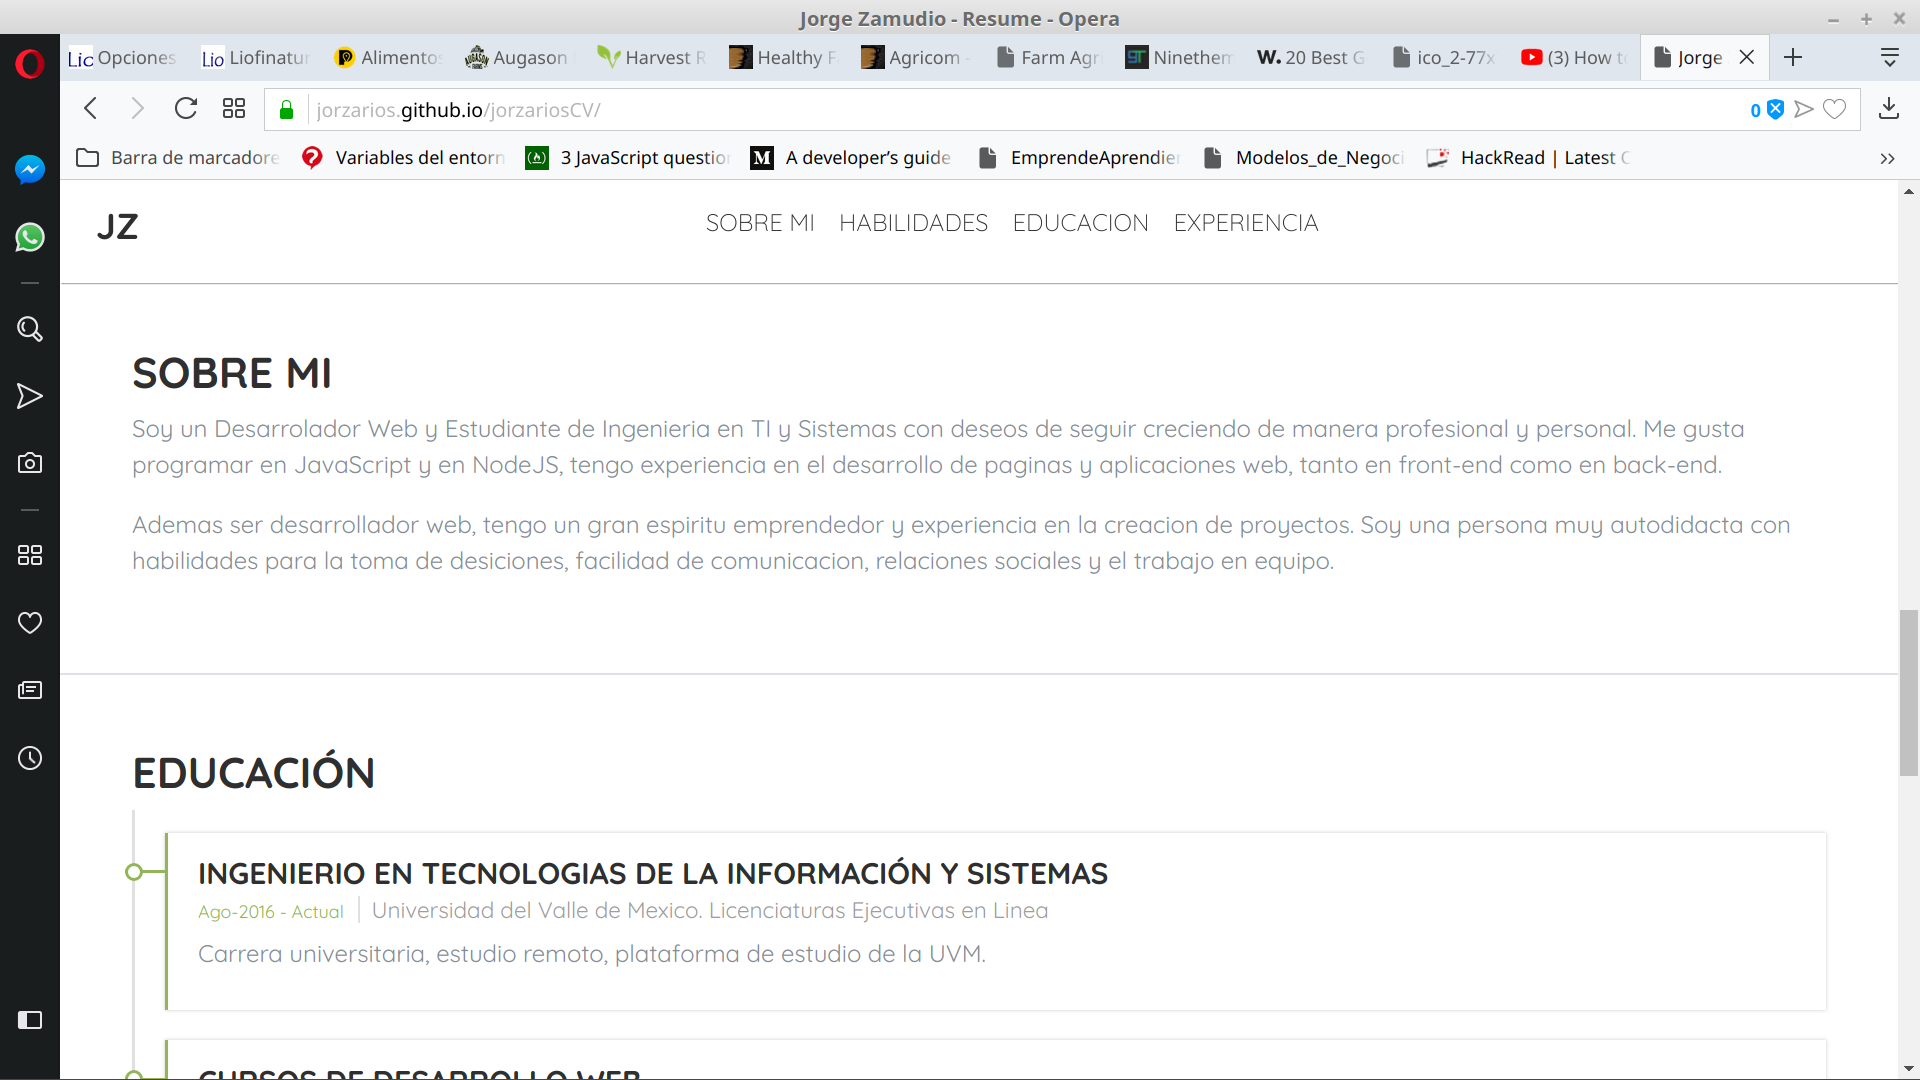 Jorge Zamudio - Resume - Opera
Opciones Liofinatur Alimentos Augason Harvest R Healthy F Agricom - Farm Agri Ninethem W. 20 Best G ico_2-77x (3) How to Jorge
jorzarios.github.io/jorzariosCV/ 0
Barra de marcadore Variables del entorn 3 JavaScript questio M A developer’s guide EmprendeAprendier Modelos_de_Negoci HackRead | Latest C
JZ SOBRE MI HABILIDADES EDUCACION EXPERIENCIA
SOBRE MI
Soy un Desarrolador Web y Estudiante de Ingenieria en TI y Sistemas con deseos de seguir creciendo de manera profesional y personal. Me gusta
programar en JavaScript y en NodeJS, tengo experiencia en el desarrollo de paginas y aplicaciones web, tanto en front-end como en back-end.
Ademas ser desarrollador web, tengo un gran espiritu emprendedor y experiencia en la creacion de proyectos. Soy una persona muy autodidacta con
habilidades para la toma de desiciones, facilidad de comunicacion, relaciones sociales y el trabajo en equipo.
EDUCACIÓN
INGENIERIO EN TECNOLOGIAS DE LA INFORMACIÓN Y SISTEMAS
Ago-2016 - Actual Universidad del Valle de Mexico. Licenciaturas Ejecutivas en Linea
Carrera universitaria, estudio remoto, plataforma de estudio de la UVM.
CURSOS DE DESARROLLO WEB